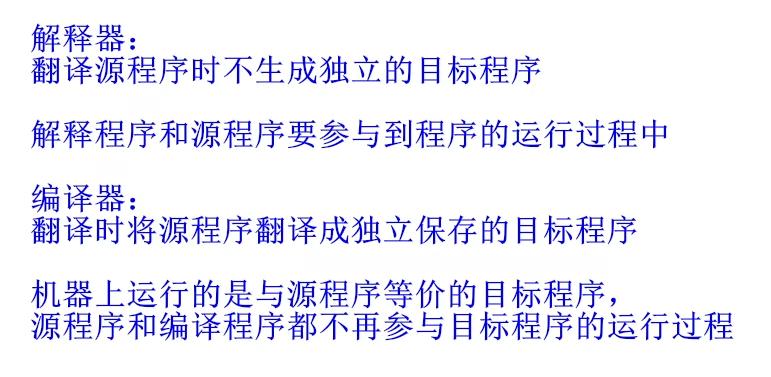 解释器：
翻译源程序时不生成独立的目标程序
解释程序和源程序要参与到程序的运行过程中
编译器：
翻译时将源程序翻译成独立保存的目标程序
机器上运行的是与源程序等价的目标程序，
源程序和编译程序都不再参与目标程序的运行过程